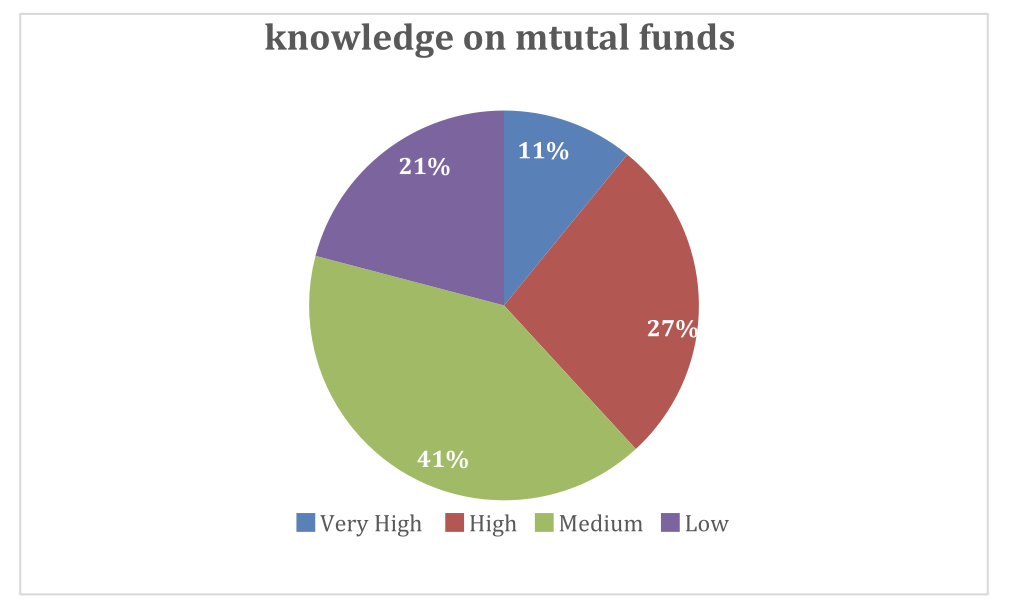 knowledge on mtutal funds
11%
21%
27%
41%
Very High High Medium Low